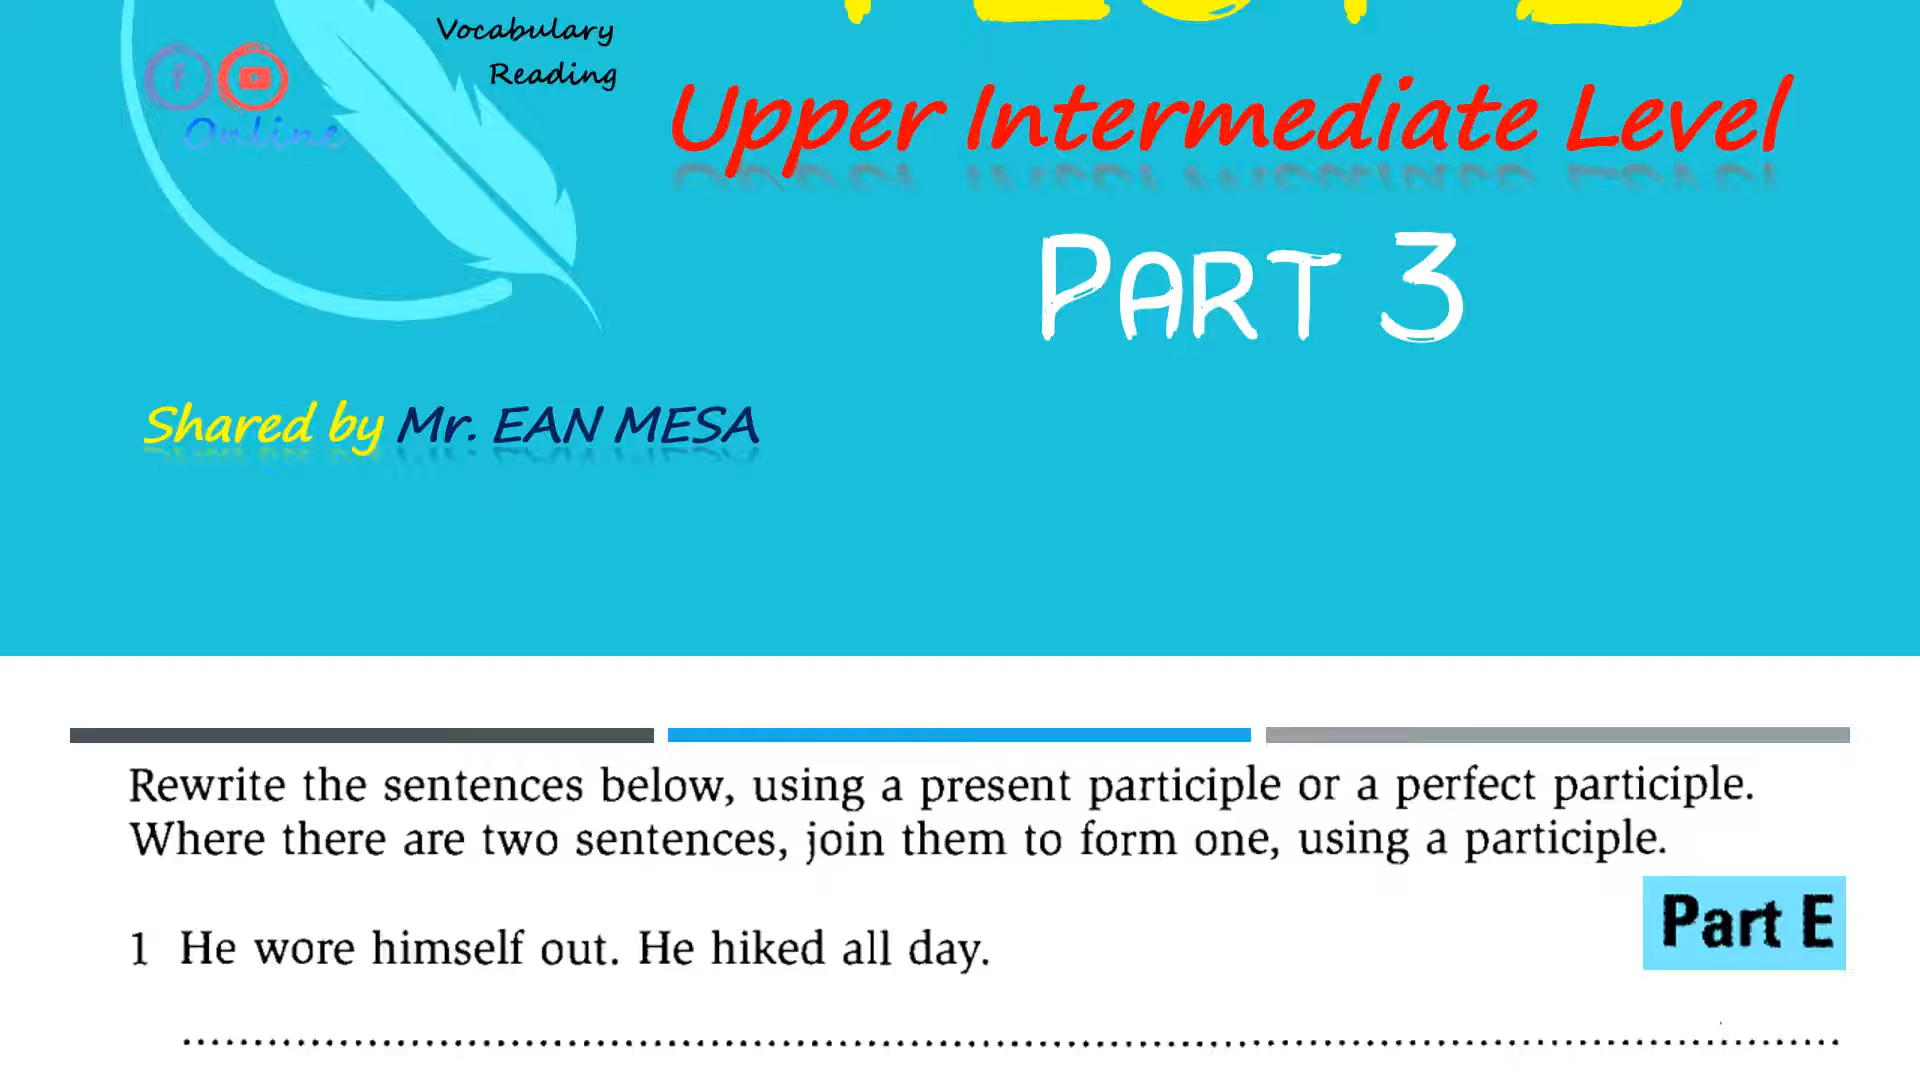 Vocabulary
Reading
Online
Upper Intermediate Level
PART 3
Shared by Mr. EAN MESA
Rewrite the sentences below, using a present participle or a perfect participle.
Where there are two sentences, join them to form one, using a participle.
Part E
1 He wore himself out. He hiked all day.